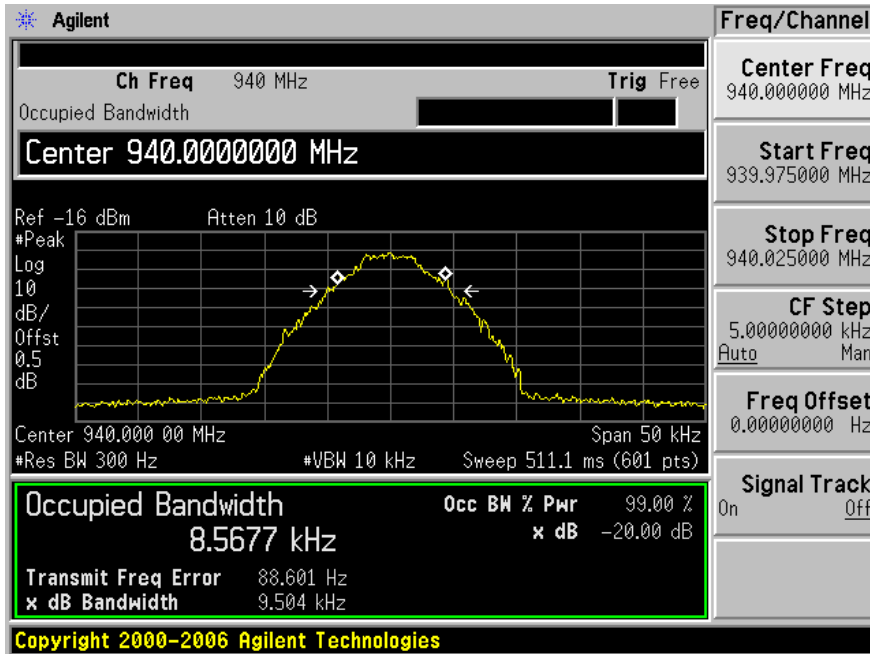 Agilent
Freq/Channel
Ch Freq 940 MHz Trig Free
Occupied Bandwidth
Center 940.0000000 MHz
Ref -16 dBm Atten 10 dB
#Peak
Log
10
dB/
Offst
0.5
dB
Center 940.000 00 MHz Span 50 kHz
#Res BW 300 Hz #VBW 10 kHz Sweep 511.1 ms (601 pts)
Occupied Bandwidth
8.5677 kHz
Occ BW % Pwr 99.00 %
x dB -20.00 dB
Transmit Freq Error 88.601 Hz
x dB Bandwidth 9.504 kHz
Center Freq
940.000000 MHz
Start Freq
939.975000 MHz
Stop Freq
940.025000 MHz
CF Step
5.00000000 kHz
Auto Man
Freq Offset
0.00000000 Hz
Signal Track
On Off
Copyright 2000-2006 Agilent Technologies